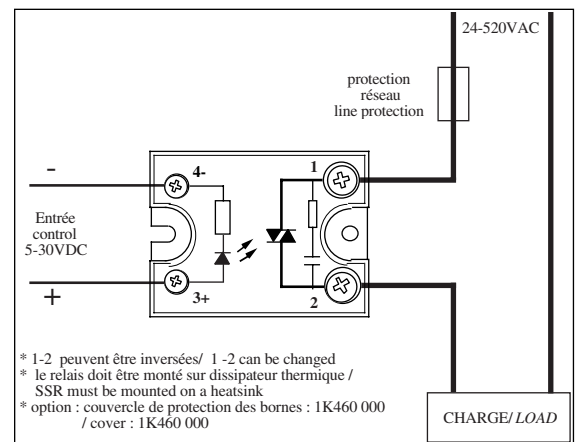 24-520VAC
protection
réseau
line protection
-
4-
1
Entrée
control
5-30VDC
+
3+
2
* 1-2 peuvent être inversées/ 1 -2 can be changed
* le relais doit être monté sur dissipateur thermique /
SSR must be mounted on a heatsink
* option : couvercle de protection des bornes : 1K460 000
/ cover : 1K460 000
CHARGE/ LOAD